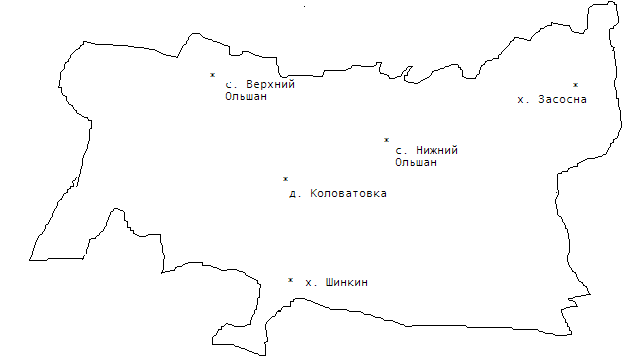 с. Верхний
Ольшан
х. Засосна
с. Нижний
Ольшан
д. Коловатовка
х. Шинкин